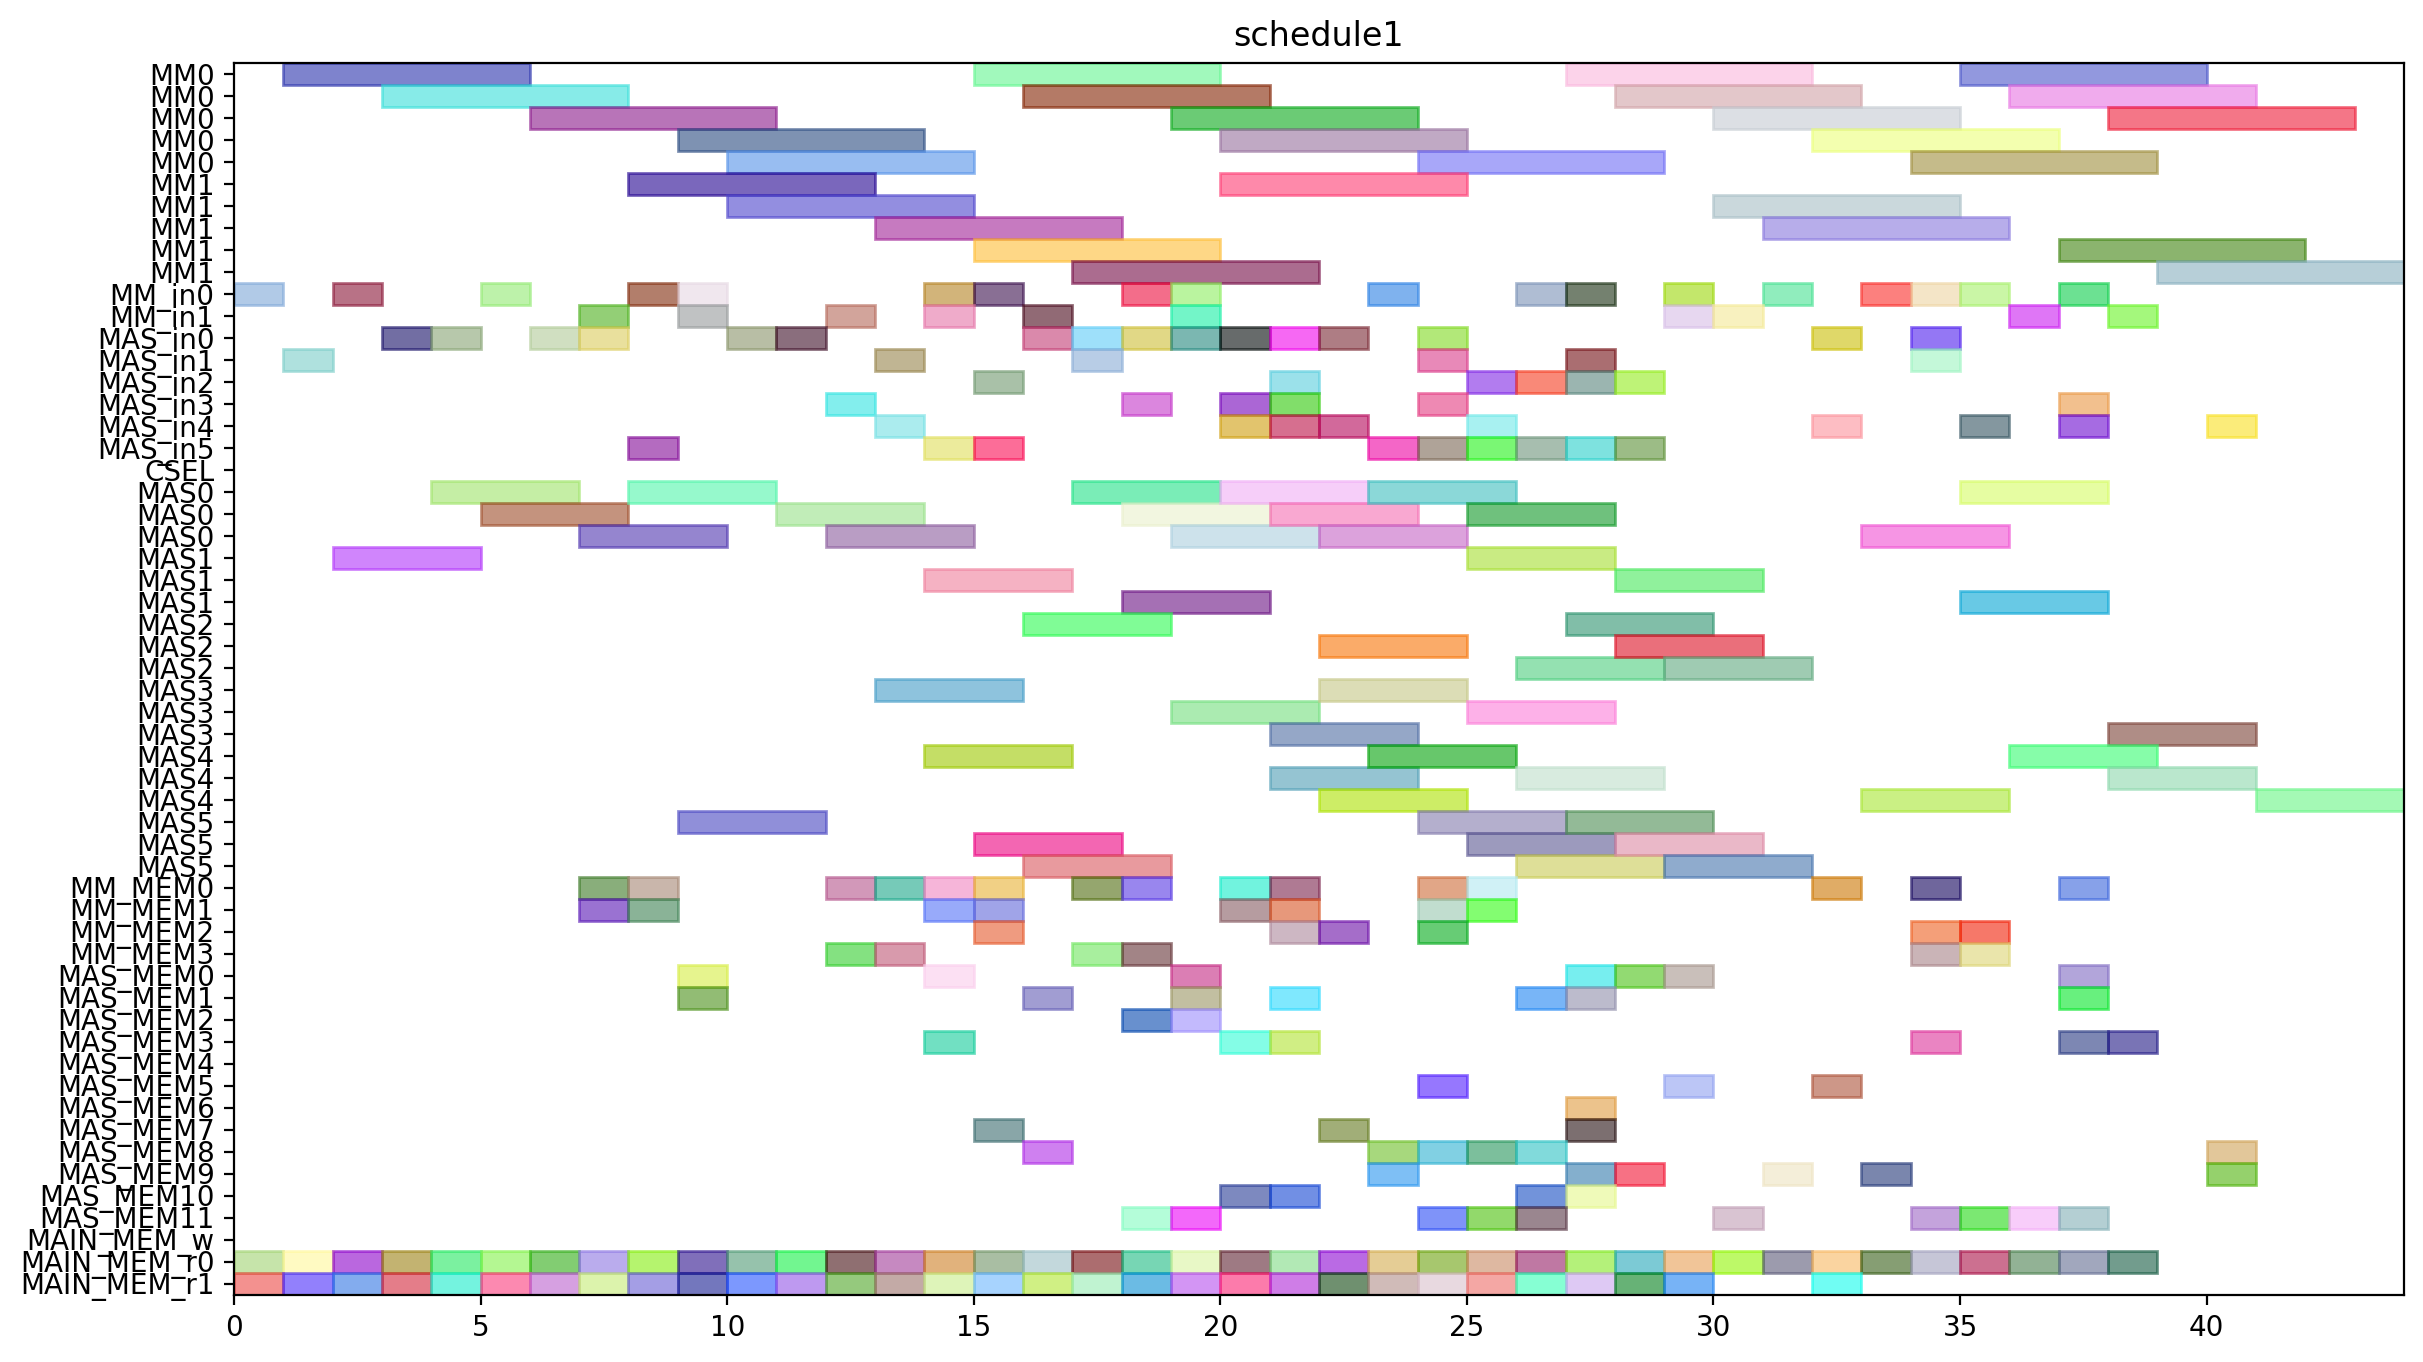 schedule1
MM0
MM0
MM0
MM0
MM0
MM1
MM1
MM1
MM1
MM1
MM_in0
MM_in1
MAS_in0
MAS_in1
MAS_in2
MAS_in3
MAS_in4
MAS_in5
CSEL
MAS0
MAS0
MAS0
MAS1
MAS1
MAS1
MAS2
MAS2
MAS2
MAS3
MAS3
MAS3
MAS4
MAS4
MAS4
MAS5
MAS5
MAS5
MM_MEM0
MM_MEM1
MM_MEM2
MM_MEM3
MAS_MEM0
MAS_MEM1
MAS_MEM2
MAS_MEM3
MAS_MEM4
MAS_MEM5
MAS_MEM6
MAS_MEM7
MAS_MEM8
MAS_MEM9
MAS_MEM10
MAS_MEM11
MAIN_MEM_w
MAIN_MEM_r0
MAIN_MEM_r1
0 5 10 15 20 25 30 35 40